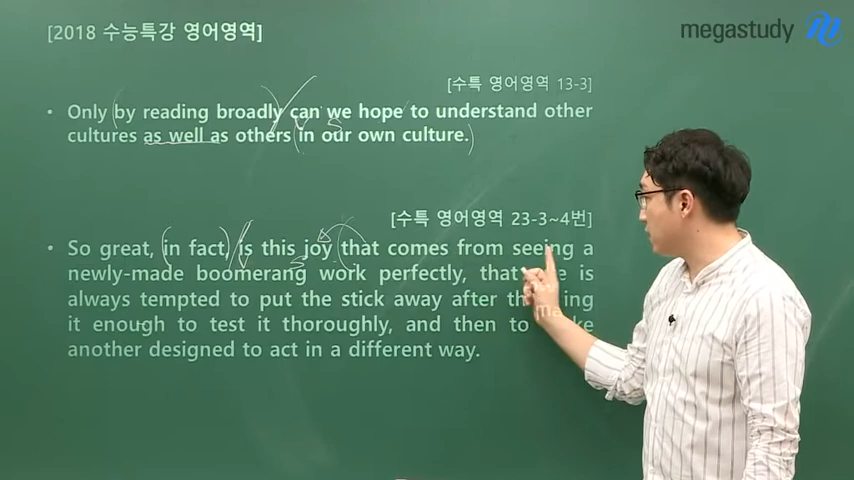 [2018 수능특강 영어영역]
megastudy
[수특 영어영역 13-3]
• Only by reading broadly can we hope to understand other
cultures as well as others in our own culture.
V S
[수특 영어영역 23-3~4번]
• So great, in fact, is this joy that comes from seeing a
V S
newly-made boomerang work perfectly, that is
always tempted to put the stick away after
it enough to test it thoroughly, and then to
another designed to act in a different way.